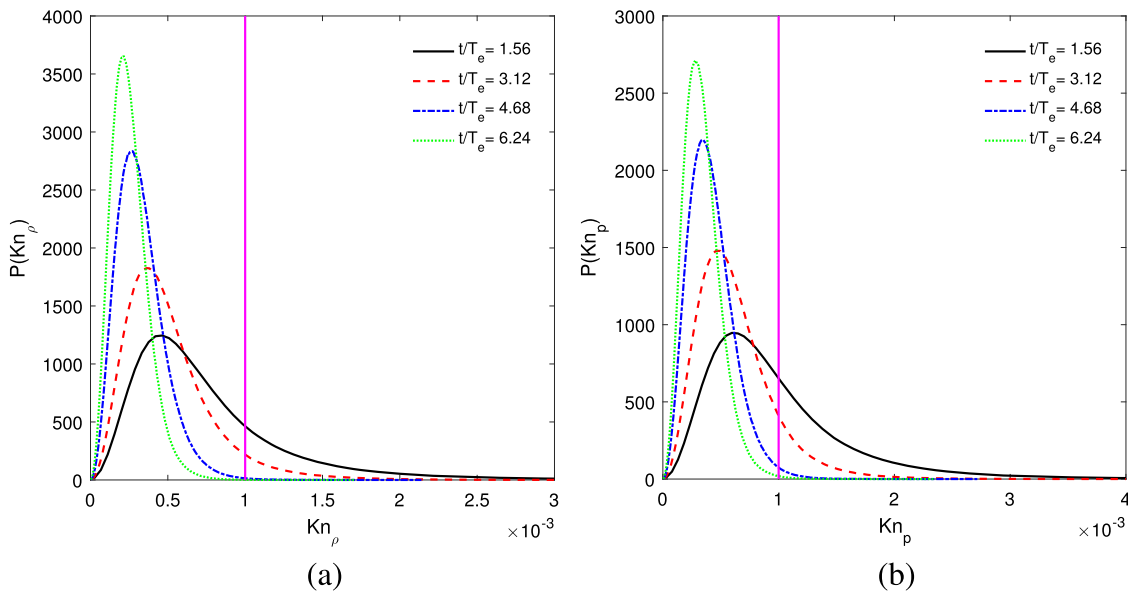 4000
3500
3000
2500
2000
1500
1000
500
0
P(Kn_ρ)
t/T_e= 1.56
t/T_e= 3.12
t/T_e= 4.68
t/T_e= 6.24
0 0.5 1 1.5 2 2.5 3
Kn_ρ ×10^-3
(a)
3000
2500
2000
1500
1000
500
0
P(Kn_p)
t/T_e= 1.56
t/T_e= 3.12
t/T_e= 4.68
t/T_e= 6.24
0 1 2 3 4
Kn_p ×10^-3
(b)